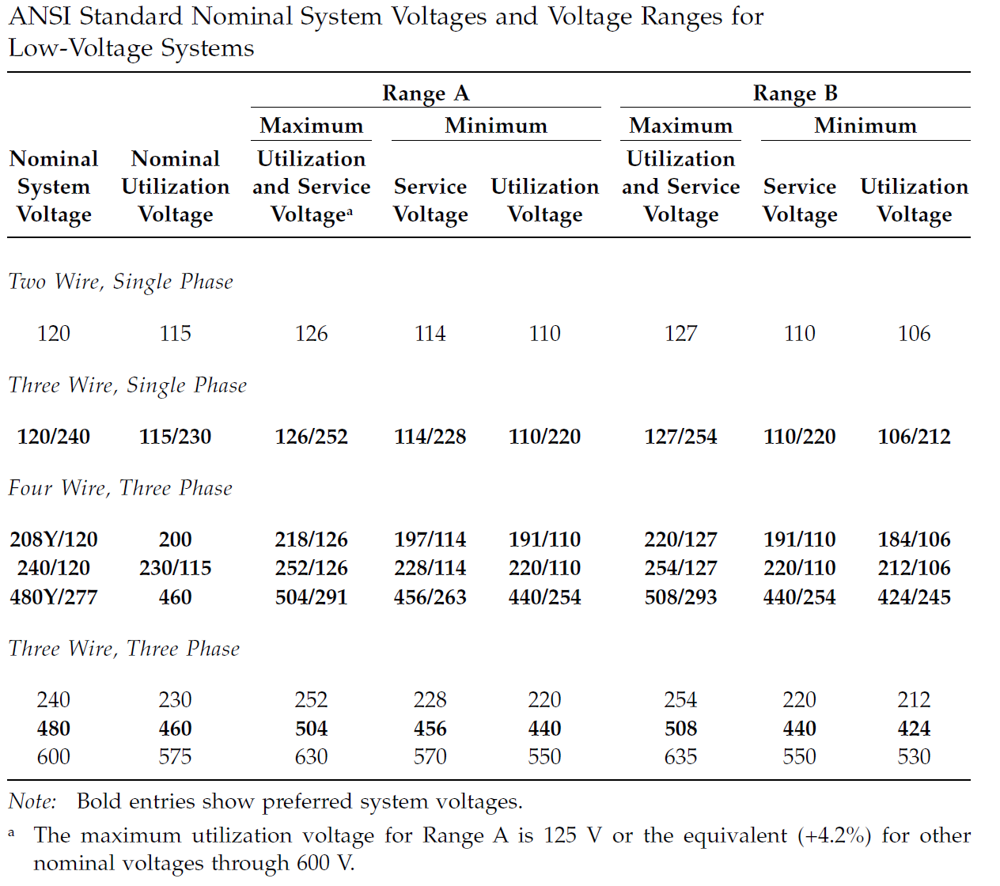 ANSI Standard Nominal System Voltages and Voltage Ranges for
Low-Voltage Systems
Range A Range B
Maximum Minimum Maximum Minimum
Nominal Nominal Utilization Utilization
System Utilization and Service Service Utilization and Service Service Utilization
Voltage Voltage Voltageᵃ Voltage Voltage Voltage Voltage Voltage
Two Wire, Single Phase
120 115 126 114 110 127 110 106
Three Wire, Single Phase
120/240 115/230 126/252 114/228 110/220 127/254 110/220 106/212
Four Wire, Three Phase
208Y/120 200 218/126 197/114 191/110 220/127 191/110 184/106
240/120 230/115 252/126 228/114 220/110 254/127 220/110 212/106
480Y/277 460 504/291 456/263 440/254 508/293 440/254 424/245
Three Wire, Three Phase
240 230 252 228 220 254 220 212
480 460 504 456 440 508 440 424
600 575 630 570 550 635 550 530
Note: Bold entries show preferred system voltages.
ᵃ The maximum utilization voltage for Range A is 125 V or the equivalent (+4.2%) for other
nominal voltages through 600 V.